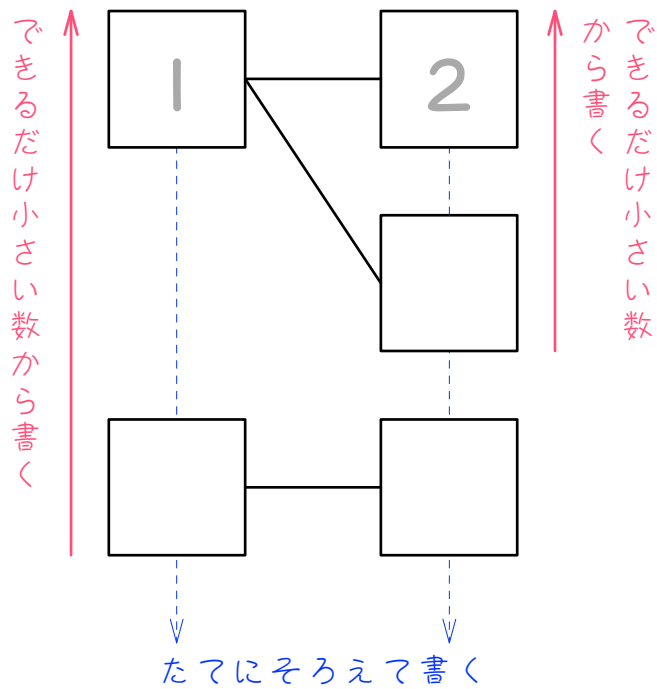 できるだけ小さい数から書く
1
2
できるだけ小さい数
から書く
たてにそろえて書く